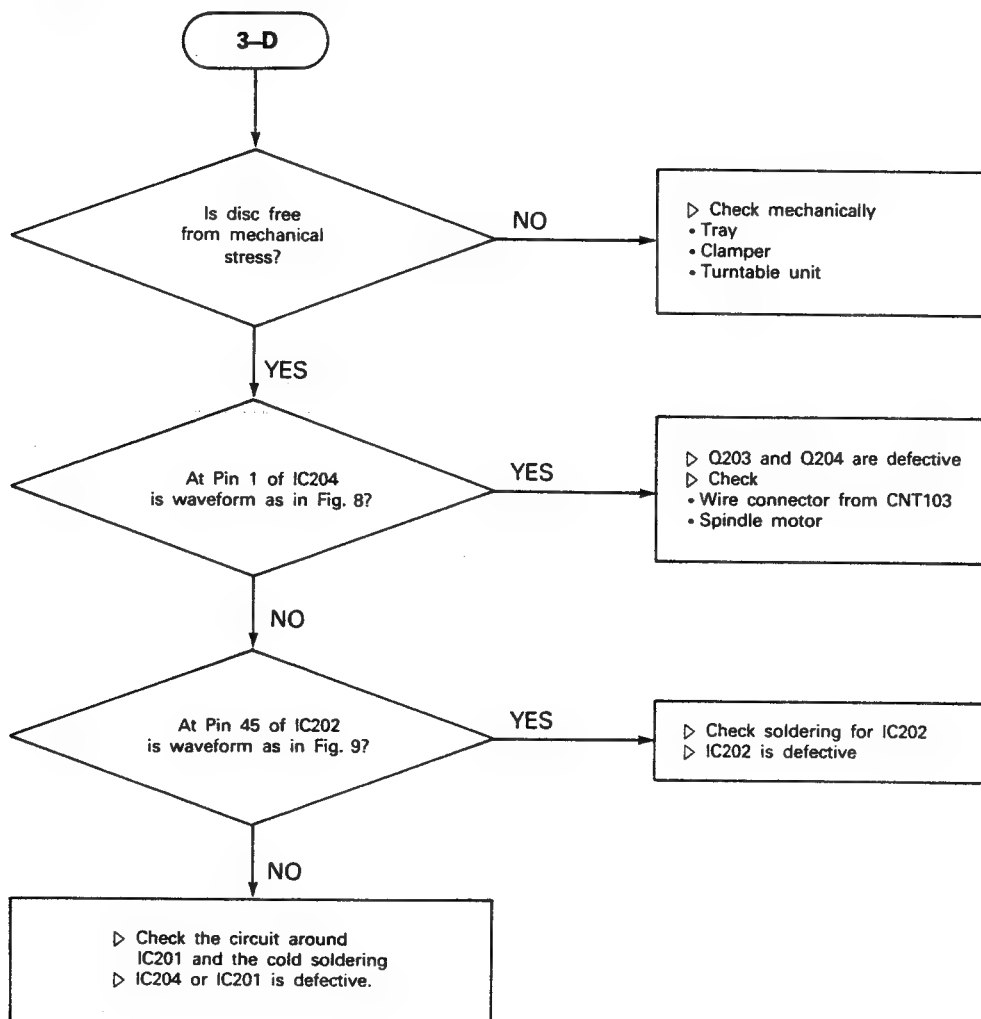 3–D
Is disc free
from mechanical
stress?
NO
▷ Check mechanically
• Tray
• Clamper
• Turntable unit
YES
At Pin 1 of IC204
is waveform as in Fig. 8?
YES
▷ Q203 and Q204 are defective
▷ Check
• Wire connector from CNT103
• Spindle motor
NO
At Pin 45 of IC202
is waveform as in Fig. 9?
YES
▷ Check soldering for IC202
▷ IC202 is defective
NO
▷ Check the circuit around
IC201 and the cold soldering
▷ IC204 or IC201 is defective.